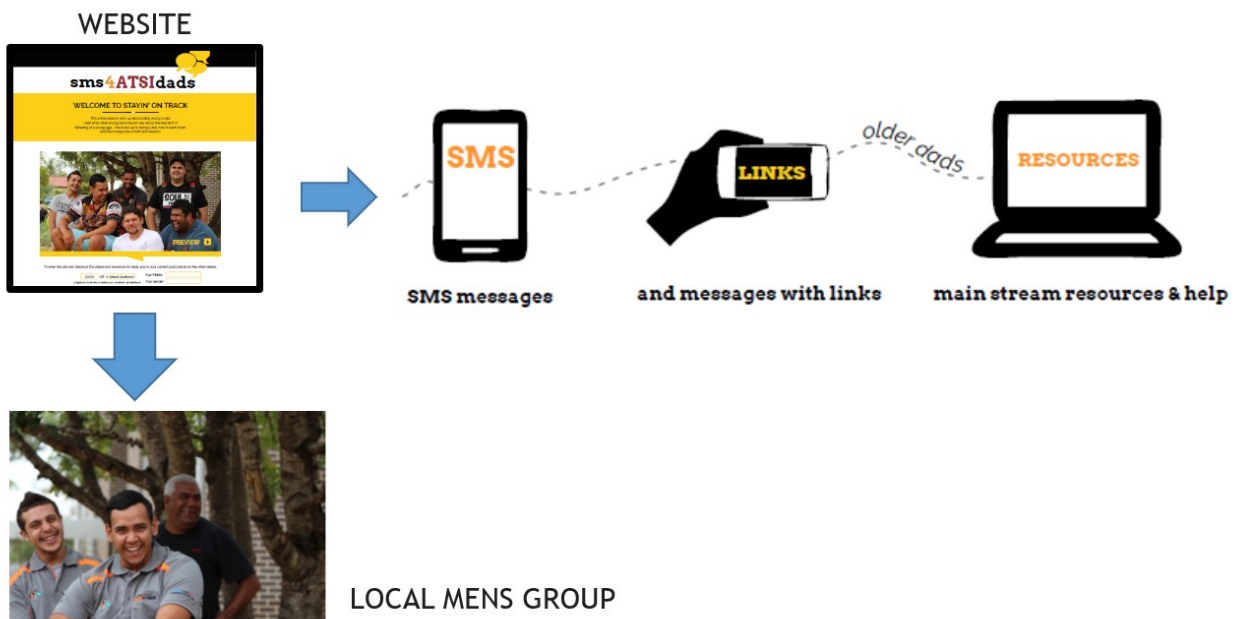 WEBSITE
sms4ATSIdads
WELCOME TO STAYIN' ON TRACK
PREVIEW
SMS
LINKS
older dads
RESOURCES
SMS messages
and messages with links
main stream resources & help
LOCAL MENS GROUP